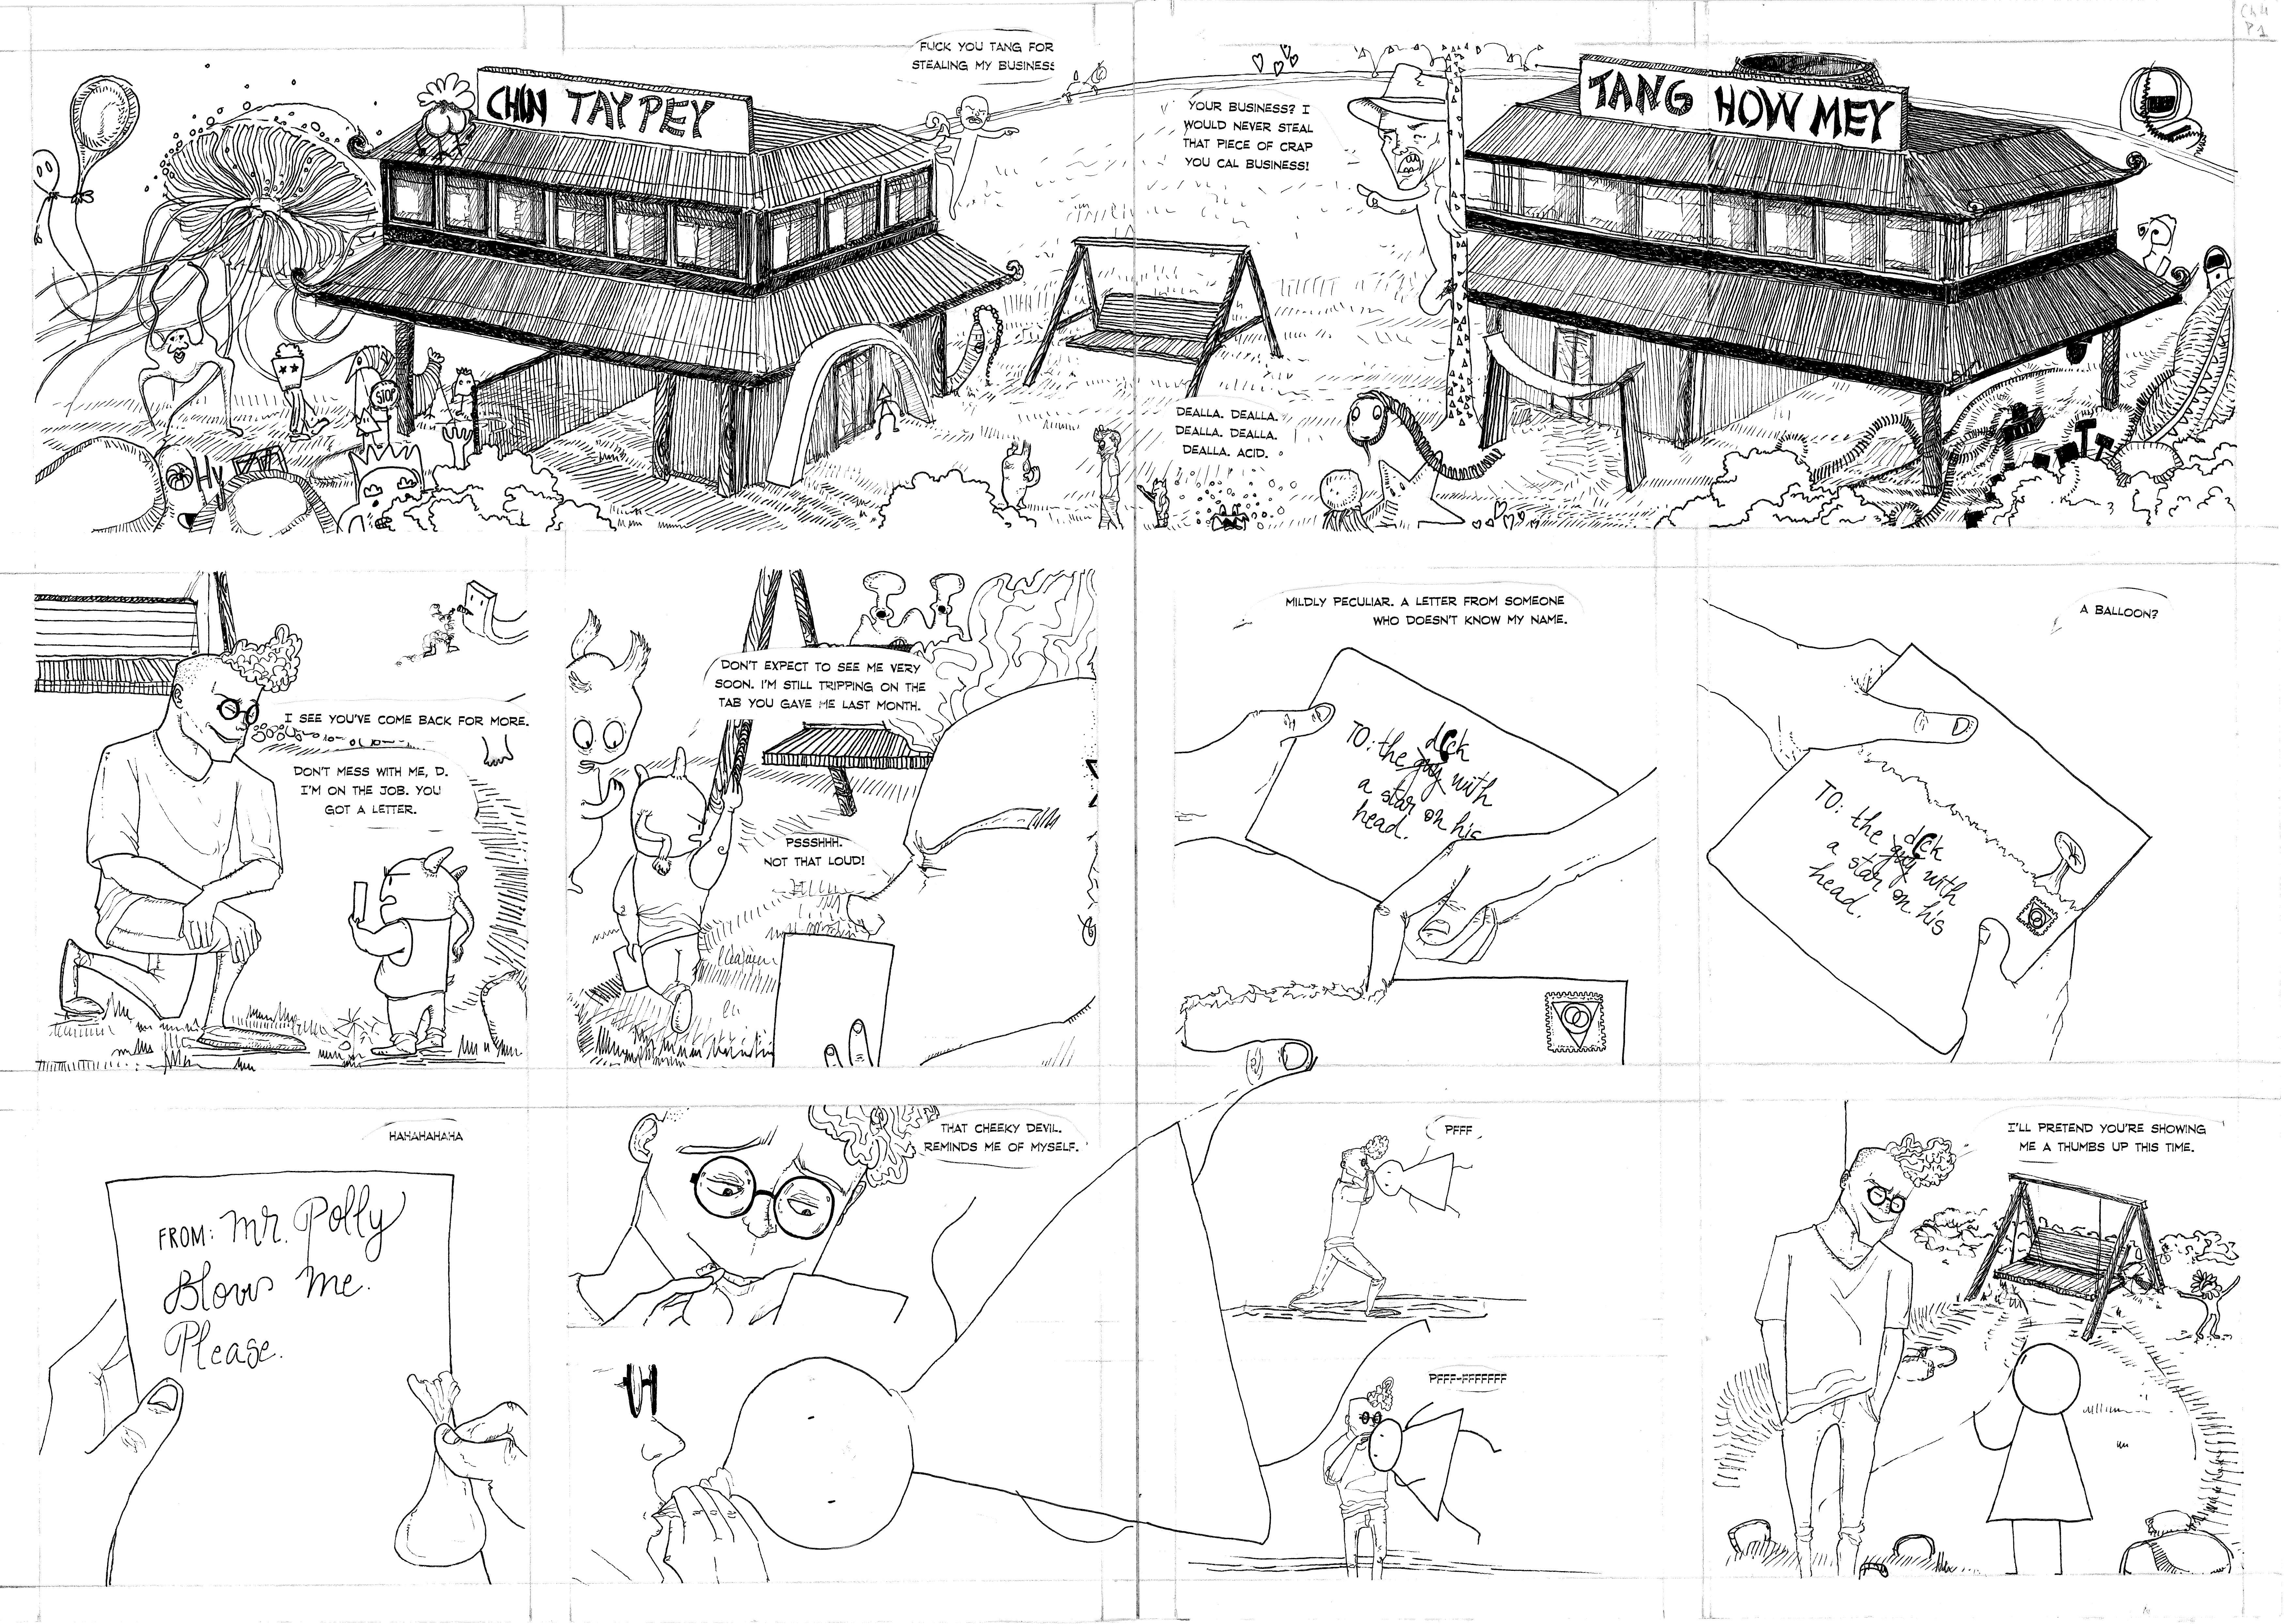 Ch4
P1
FUCK YOU TANG FOR
STEALING MY BUSINESS
CHIN TAY PEY
YOUR BUSINESS? I
WOULD NEVER STEAL
THAT PIECE OF CRAP
YOU CAL BUSINESS!
TANG HOW MEY
STOP
HY
DEALLA. DEALLA.
DEALLA. DEALLA.
DEALLA. ACID.
I SEE YOU'VE COME BACK FOR MORE.
DON'T MESS WITH ME, D.
I'M ON THE JOB. YOU
GOT A LETTER.
DON'T EXPECT TO SEE ME VERY
SOON. I'M STILL TRIPPING ON THE
TAB YOU GAVE ME LAST MONTH.
PSSSHHH.
NOT THAT LOUD!
MILDLY PECULIAR. A LETTER FROM SOMEONE
WHO DOESN'T KNOW MY NAME.
dick
TO: the guy with
a star on his
head.
A BALLOON?
dick
TO: the guy with
a star on his
head.
HAHAHAHAHA
FROM: Mr. Polly
Blow Me.
Please.
THAT CHEEKY DEVIL.
REMINDS ME OF MYSELF.
PFFF
PFFF-FFFFFFF
I'LL PRETEND YOU'RE SHOWING
ME A THUMBS UP THIS TIME.